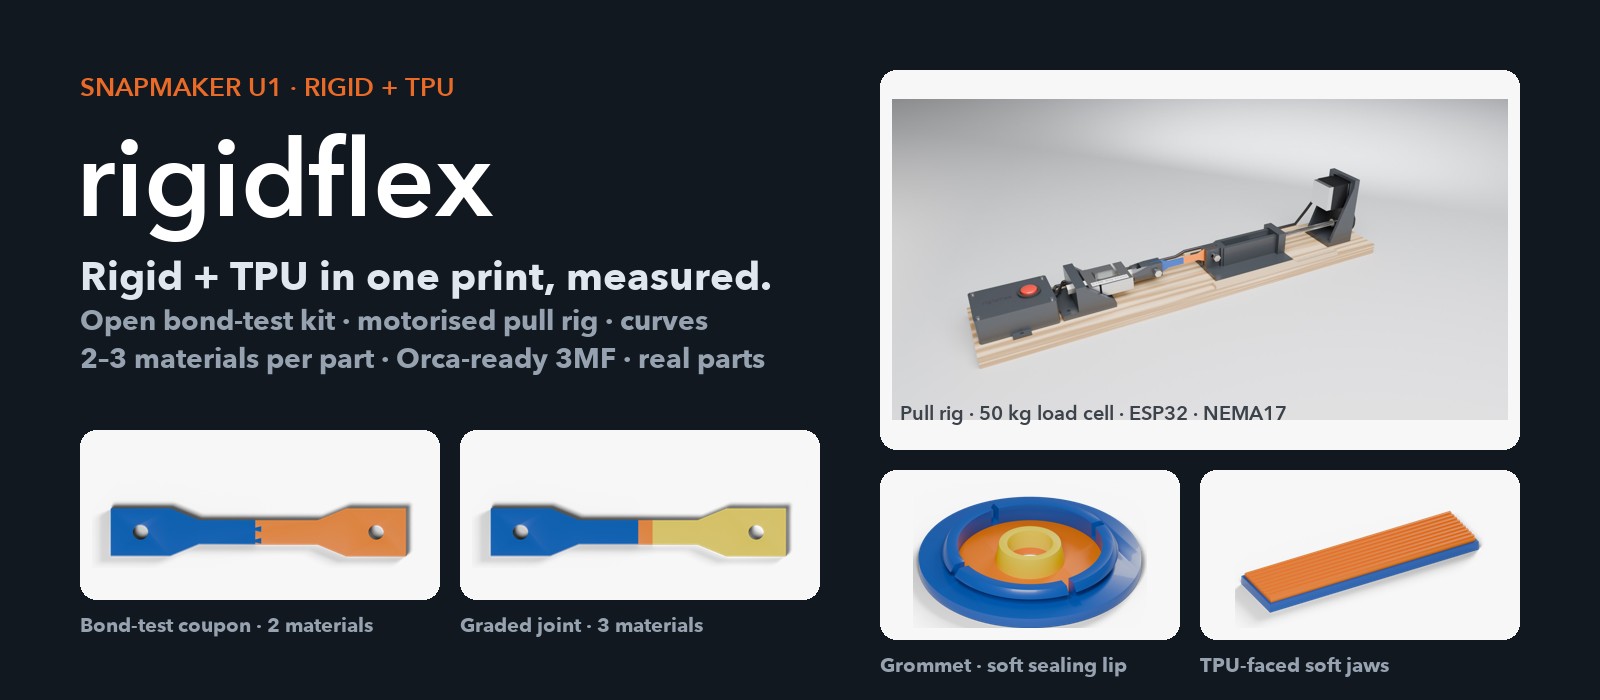 SNAPMAKER U1 · RIGID + TPU
rigidflex
Rigid + TPU in one print, measured.
Open bond-test kit · motorised pull rig · curves
2–3 materials per part · Orca-ready 3MF · real parts
Pull rig · 50 kg load cell · ESP32 · NEMA17
Bond-test coupon · 2 materials
Graded joint · 3 materials
Grommet · soft sealing lip
TPU-faced soft jaws